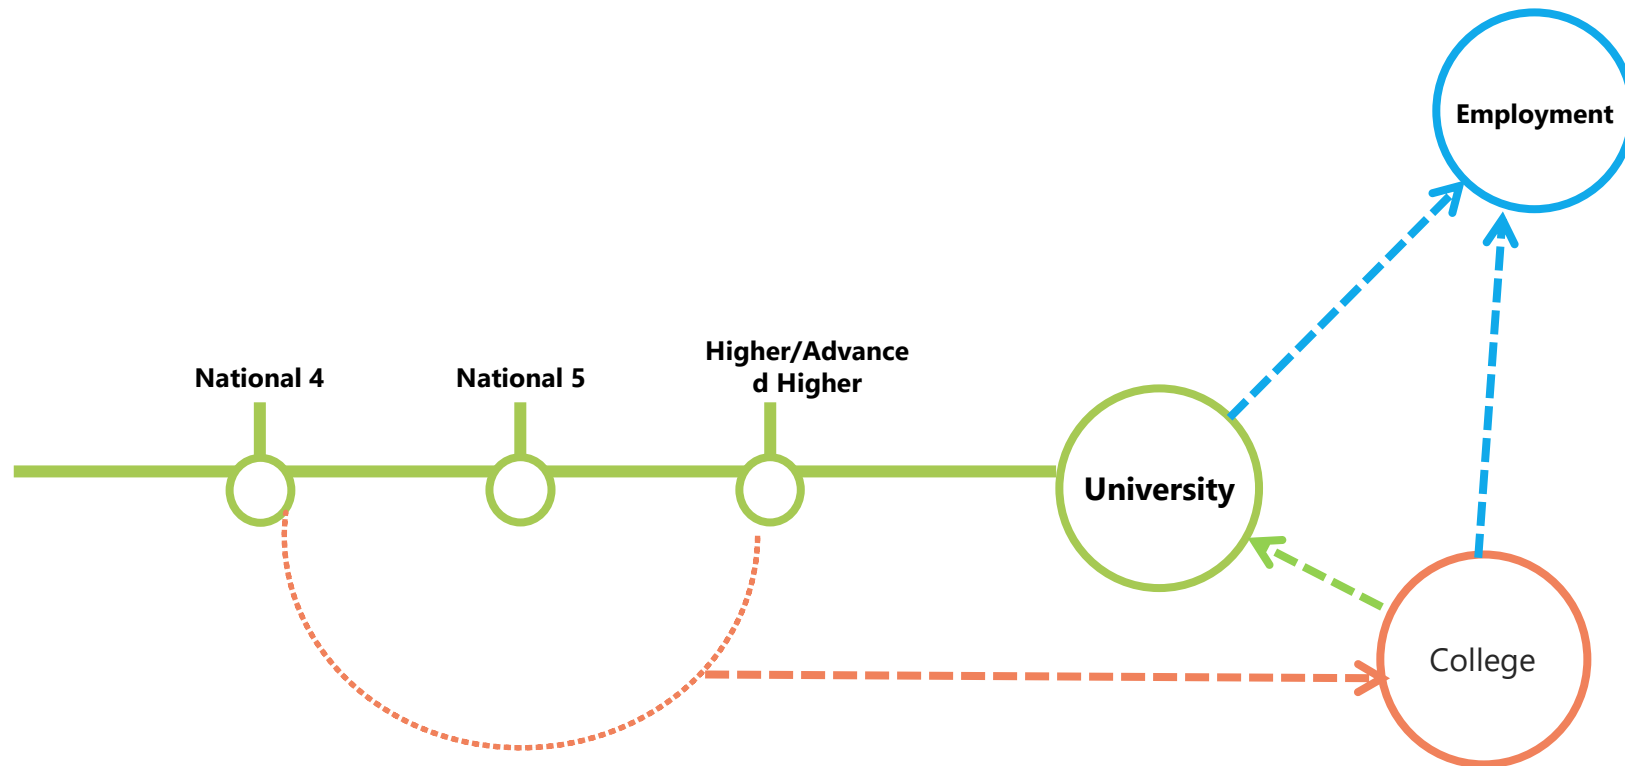 Employment
Higher/Advance
d Higher
National 4
National 5
University
College